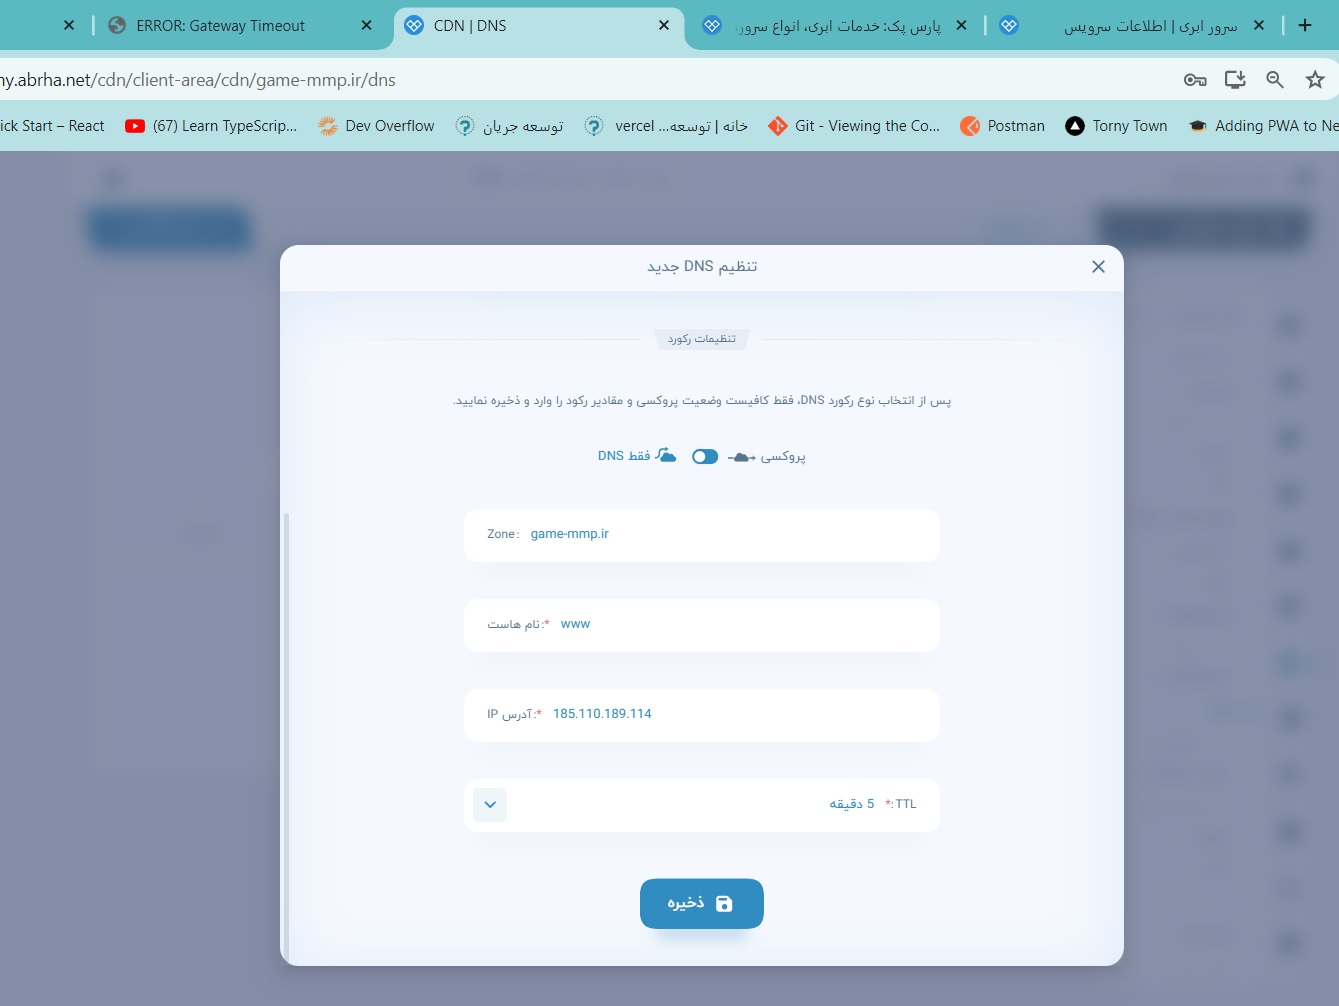 ERROR: Gateway Timeout
CDN | DNS
پارس پک: خدمات ابری، انواع سرور
سرور ابری | اطلاعات سرویس
ny.abrha.net/cdn/client-area/cdn/game-mmp.ir/dns
ick Start – React
(67) Learn TypeScrip...
Dev Overflow
توسعه جریان
خانه | توسعه... vercel
Git - Viewing the Co...
Postman
Torny Town
Adding PWA to Ne
تنظیم DNS جدید
تنظیمات رکورد
پس از انتخاب نوع رکورد DNS، فقط کافیست وضعیت پروکسی و مقادیر رکود را وارد و ذخیره نمایید.
پروکسی
فقط DNS
Zone: game-mmp.ir
نام هاست:* www
آدرس IP:* 185.110.189.114
TTL:* 5 دقیقه
ذخیره